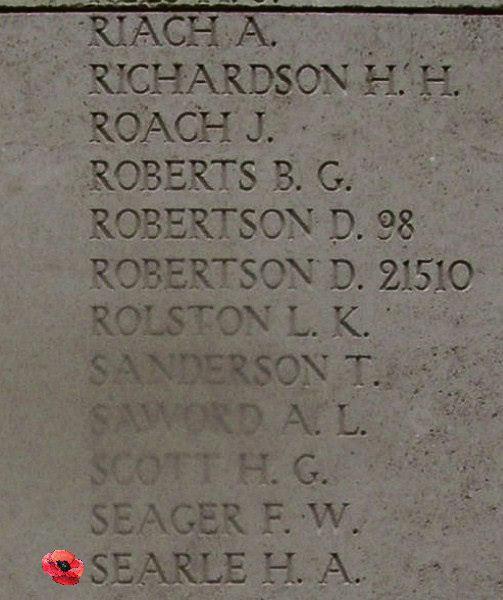 RIACH A.
RICHARDSON H. H.
ROACH J.
ROBERTS B. G.
ROBERTSON D. 98
ROBERTSON D. 21510
ROLSTON L. K.
SANDERSON T.
SAWORD A. L.
SCOTT H. G.
SEAGER F. W.
SEARLE H. A.